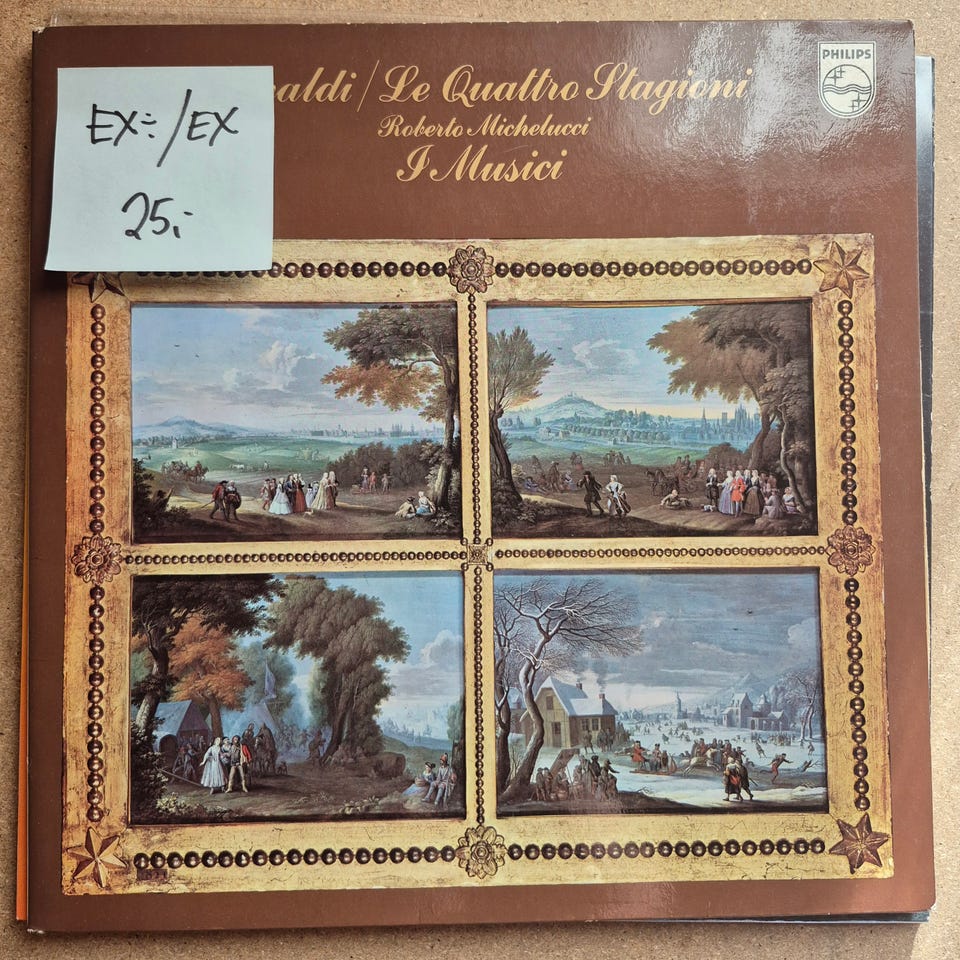 EX÷/EX
25,-
aldi / Le Quattro Stagioni
Roberto Michelucci
I Musici
PHILIPS